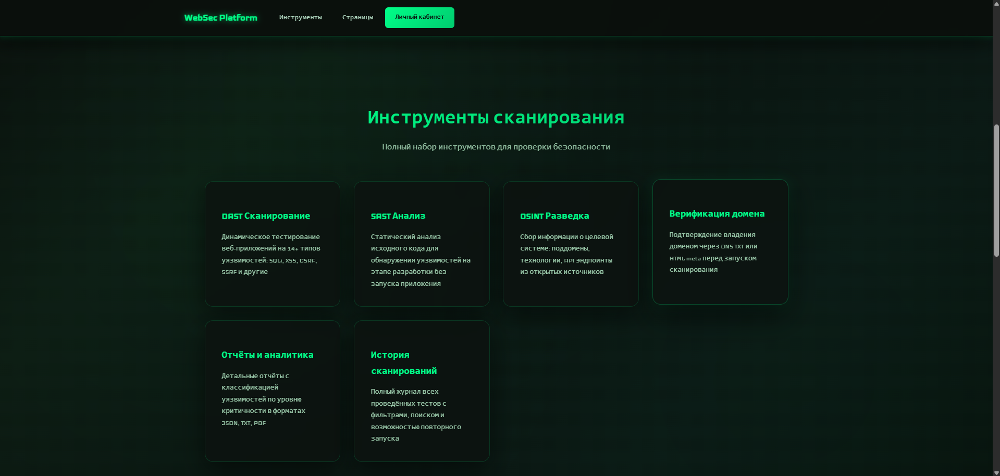 WebSec Platform
Инструменты
Страницы
Личный кабинет
Инструменты сканирования
Полный набор инструментов для проверки безопасности
DAST Сканирование
Динамическое тестирование
веб-приложений на 14+ типов
уязвимостей: SQLi, XSS, CSRF,
SSRF и другие
SAST Анализ
Статический анализ
исходного кода для
обнаружения уязвимостей на
этапе разработки без
запуска приложения
OSINT Разведка
Сбор информации о целевой
системе: поддомены,
технологии, API эндпоинты
из открытых источников
Верификация домена
Подтверждение владения
доменом через DNS TXT или
HTML meta перед запуском
сканирования
Отчёты и аналитика
Детальные отчёты с
классификацией
уязвимостей по уровню
критичности в форматах
JSON, TXT, PDF
История
сканирований
Полный журнал всех
проведённых тестов с
фильтрами, поиском и
возможностью повторного
запуска